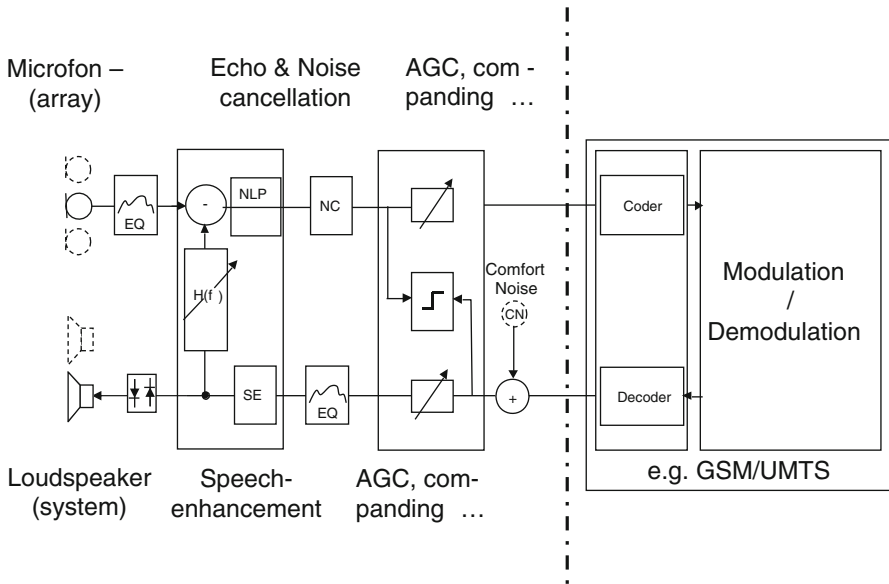 Microfon –
(array)
Echo & Noise
cancellation
AGC, com -
panding …
EQ
-
NLP
NC
Coder
H(f )
Comfort
Noise
CN
Modulation
/
Demodulation
SE
EQ
+
Decoder
e.g. GSM/UMTS
Loudspeaker
(system)
Speech-
enhancement
AGC, com-
panding …